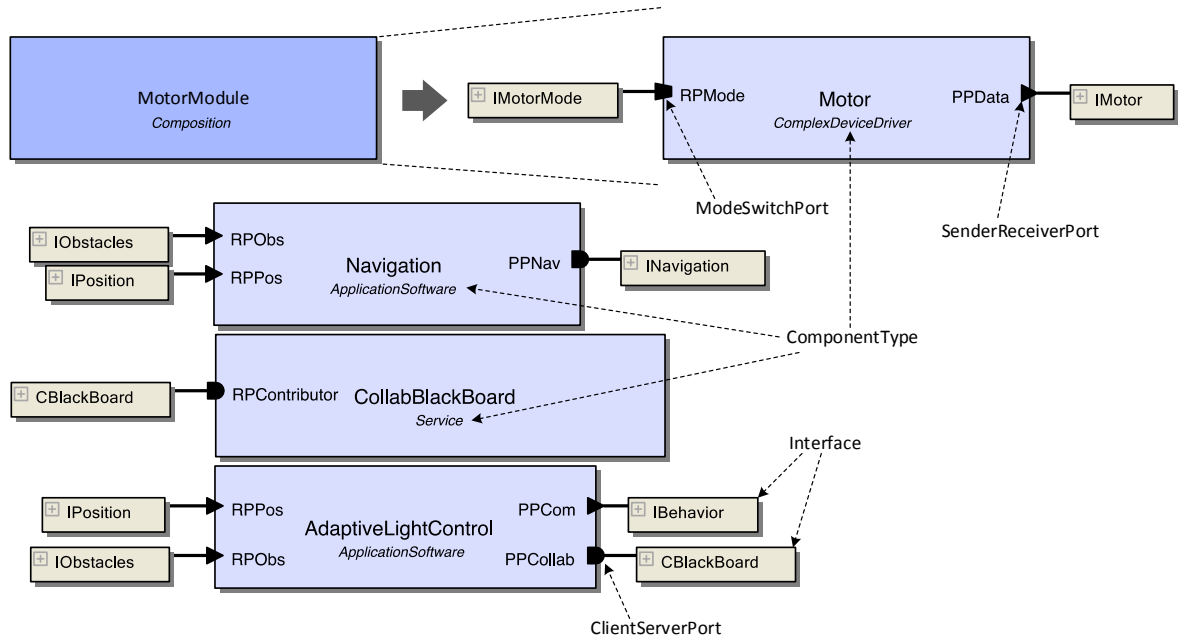 MotorModule
Composition
IMotorMode
RPMode
Motor
ComplexDeviceDriver
PPData
IMotor
ModeSwitchPort
SenderReceiverPort
IObstacles
IPosition
RPObs
RPPos
Navigation
ApplicationSoftware
PPNav
INavigation
ComponentType
CBlackBoard
RPContributor
CollabBlackBoard
Service
Interface
IPosition
IObstacles
RPPos
RPObs
AdaptiveLightControl
ApplicationSoftware
PPCom
PPCollab
IBehavior
CBlackBoard
ClientServerPort